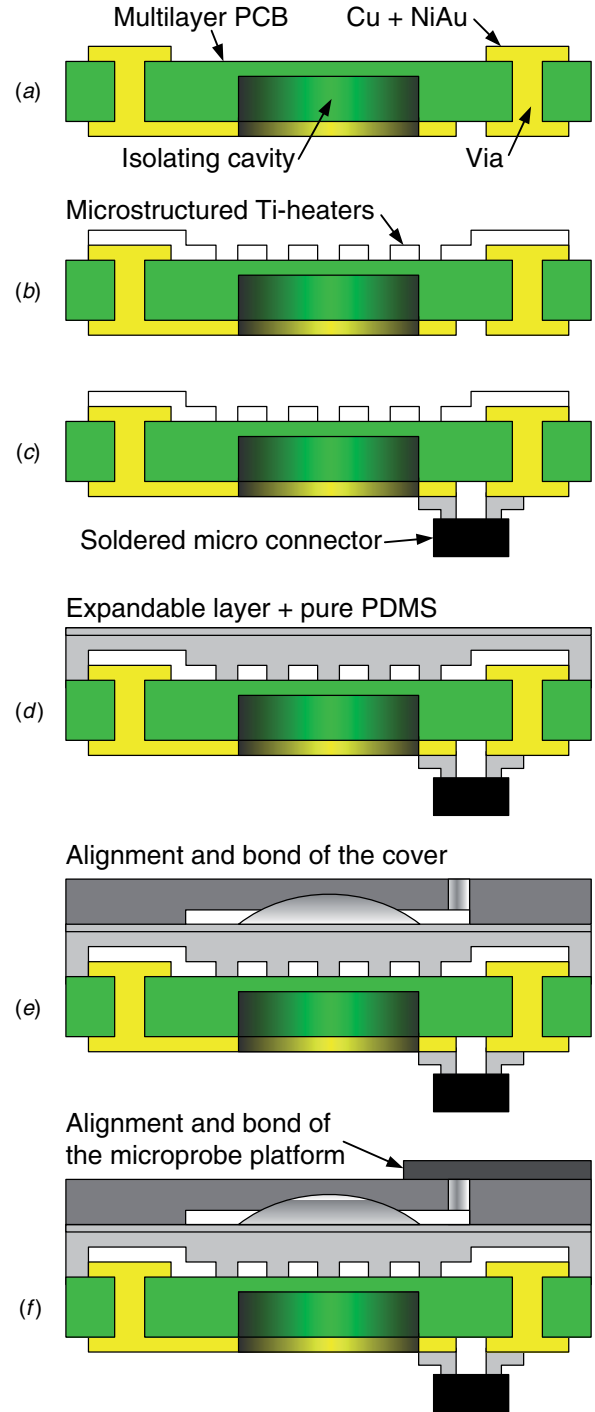 Multilayer PCB
Cu + NiAu
(a)
Isolating cavity
Via
Microstructured Ti-heaters
(b)
(c)
Soldered micro connector
Expandable layer + pure PDMS
(d)
Alignment and bond of the cover
(e)
Alignment and bond of
the microprobe platform
(f)